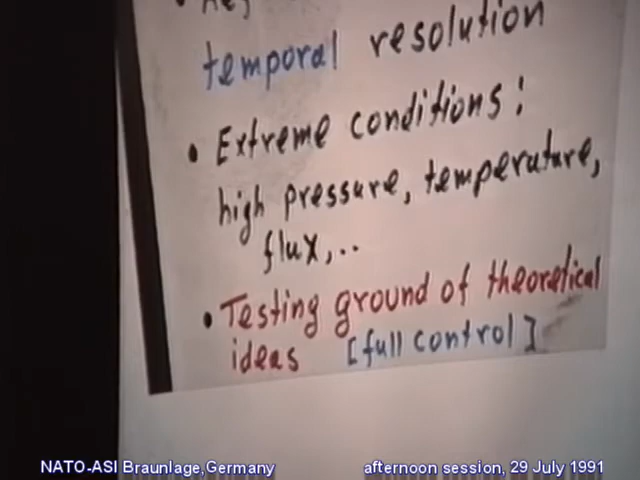 temporal resolution
• Extreme conditions:
high pressure, temperature,
flux,..
• Testing ground of theoretical
ideas [full control]
NATO-ASI Braunlage,Germany afternoon session, 29 July 1991